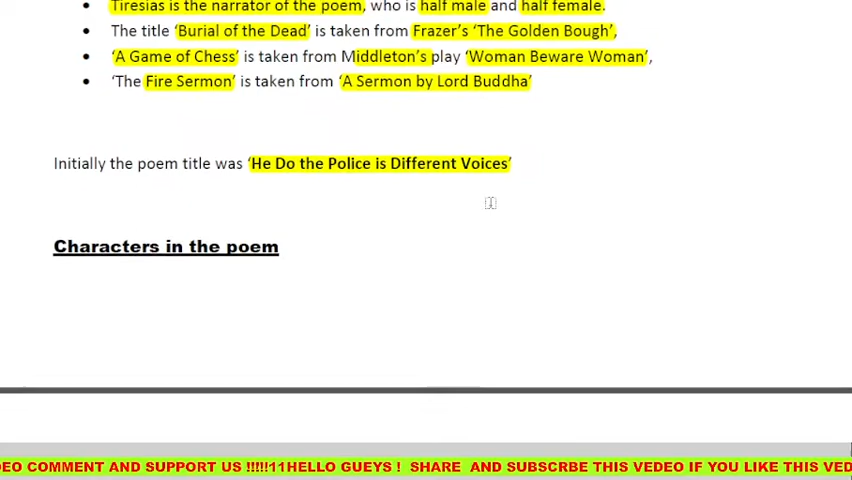 • Tiresias is the narrator of the poem, who is half male and half female.
• The title ‘Burial of the Dead’ is taken from Frazer’s ‘The Golden Bough’,
• ‘A Game of Chess’ is taken from Middleton’s play ‘Woman Beware Woman’,
• ‘The Fire Sermon’ is taken from ‘A Sermon by Lord Buddha’
Initially the poem title was ‘He Do the Police is Different Voices’
Characters in the poem
DEO COMMENT AND SUPPORT US !!!!!11HELLO GUEYS ! SHARE AND SUBSCRBE THIS VEDEO IF YOU LIKE THIS VED